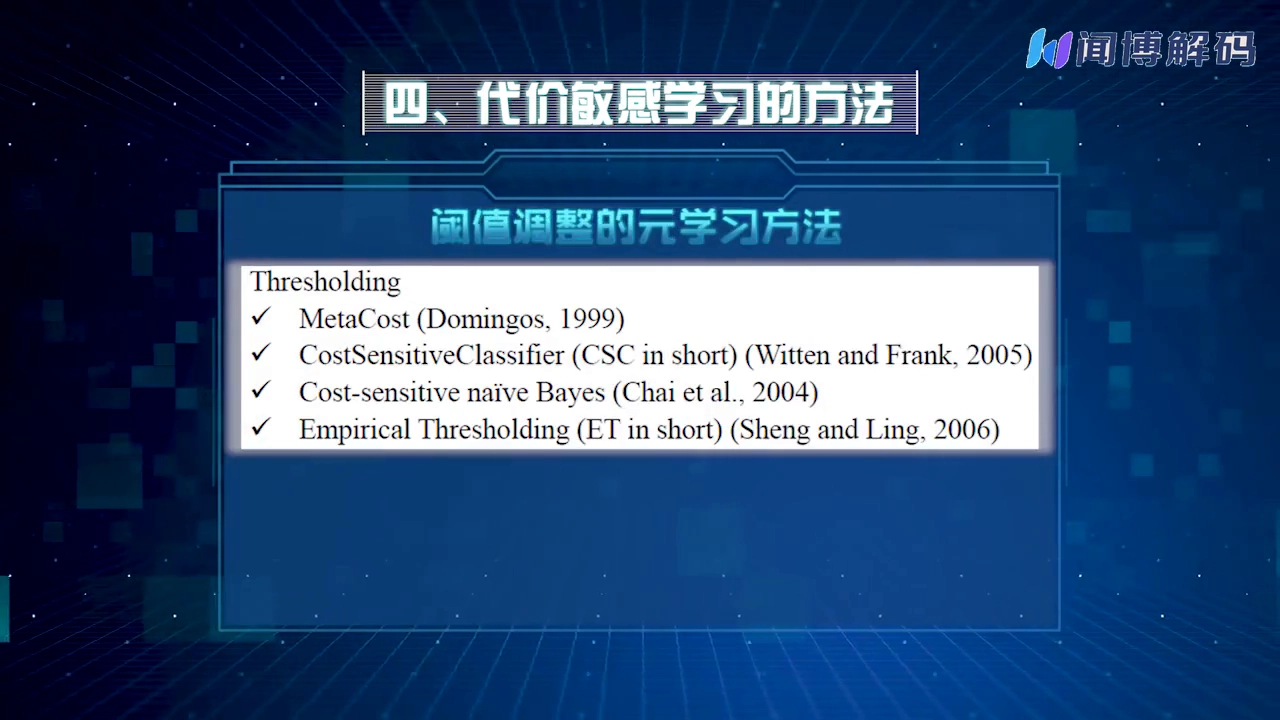 闻博解码
四、代价敏感学习的方法
阈值调整的元学习方法
Thresholding
✓ MetaCost (Domingos, 1999)
✓ CostSensitiveClassifier (CSC in short) (Witten and Frank, 2005)
✓ Cost-sensitive naïve Bayes (Chai et al., 2004)
✓ Empirical Thresholding (ET in short) (Sheng and Ling, 2006)